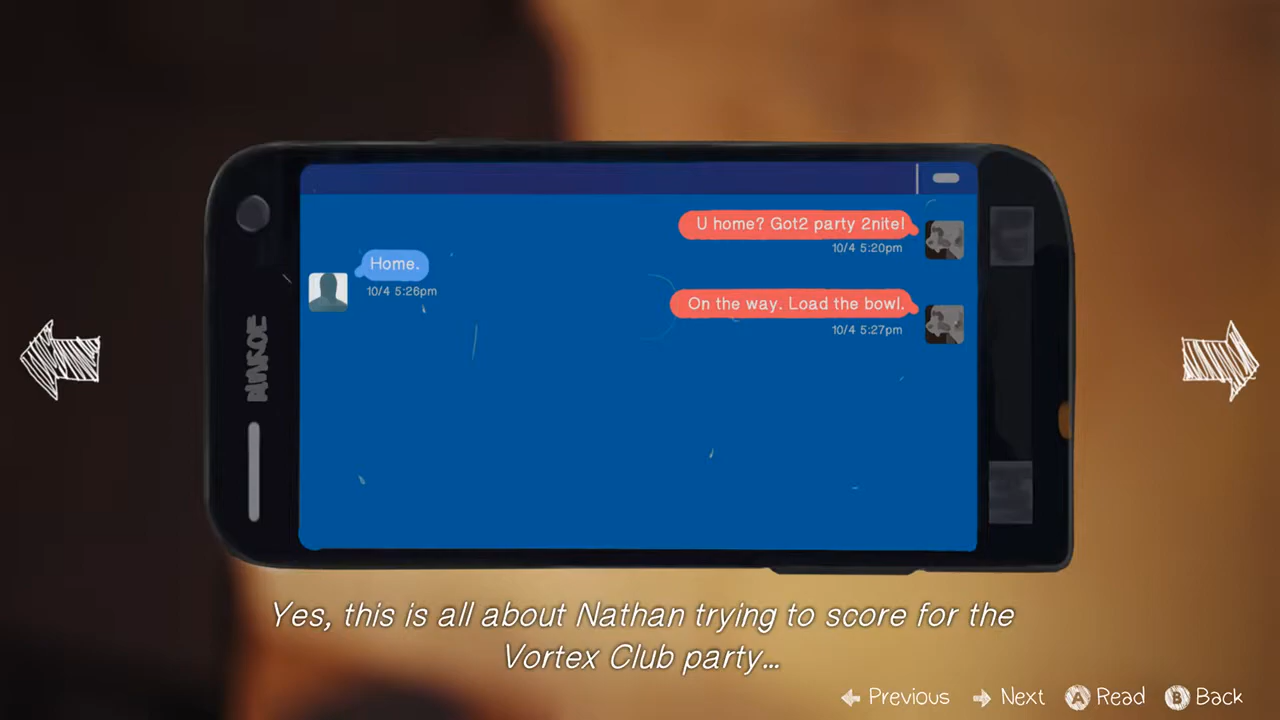 U home? Got2 party 2nite!
10/4 5:20pm
Home.
10/4 5:26pm
On the way. Load the bowl.
10/4 5:27pm
Yes, this is all about Nathan trying to score for the
Vortex Club party...
Previous Next A Read B Back